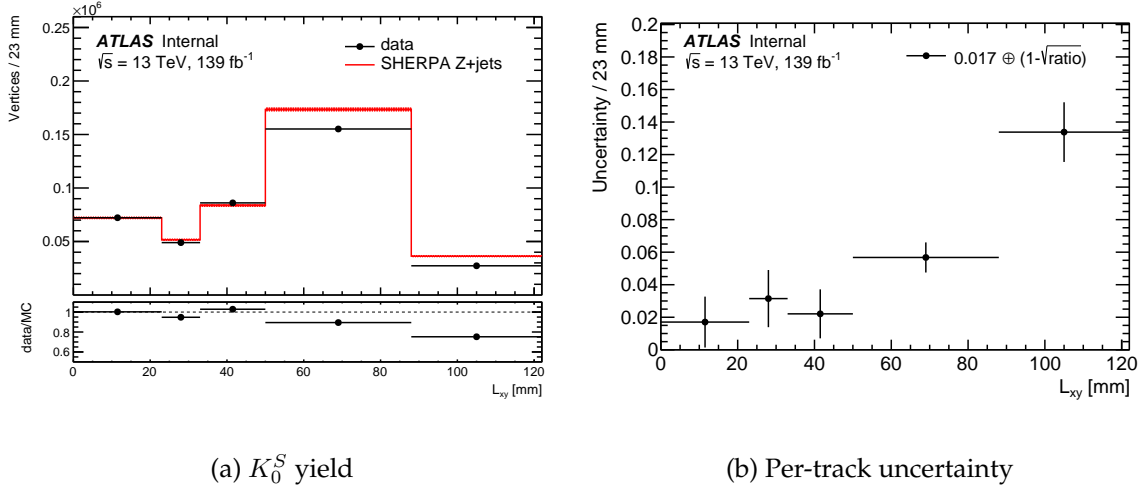 ×10⁶
0.25
0.2
0.15
0.1
0.05
Vertices / 23 mm
ATLAS Internal
√s = 13 TeV, 139 fb⁻¹
data
SHERPA Z+jets
1
0.8
0.6
data/MC
0 20 40 60 80 100 120
L_xy [mm]
0.2
0.18
0.16
0.14
0.12
0.1
0.08
0.06
0.04
0.02
0
Uncertainty / 23 mm
ATLAS Internal
√s = 13 TeV, 139 fb⁻¹
0.017 ⊕ (1-√ratio)
0 20 40 60 80 100 120
L_xy [mm]
(a) K₀ˢ yield
(b) Per-track uncertainty